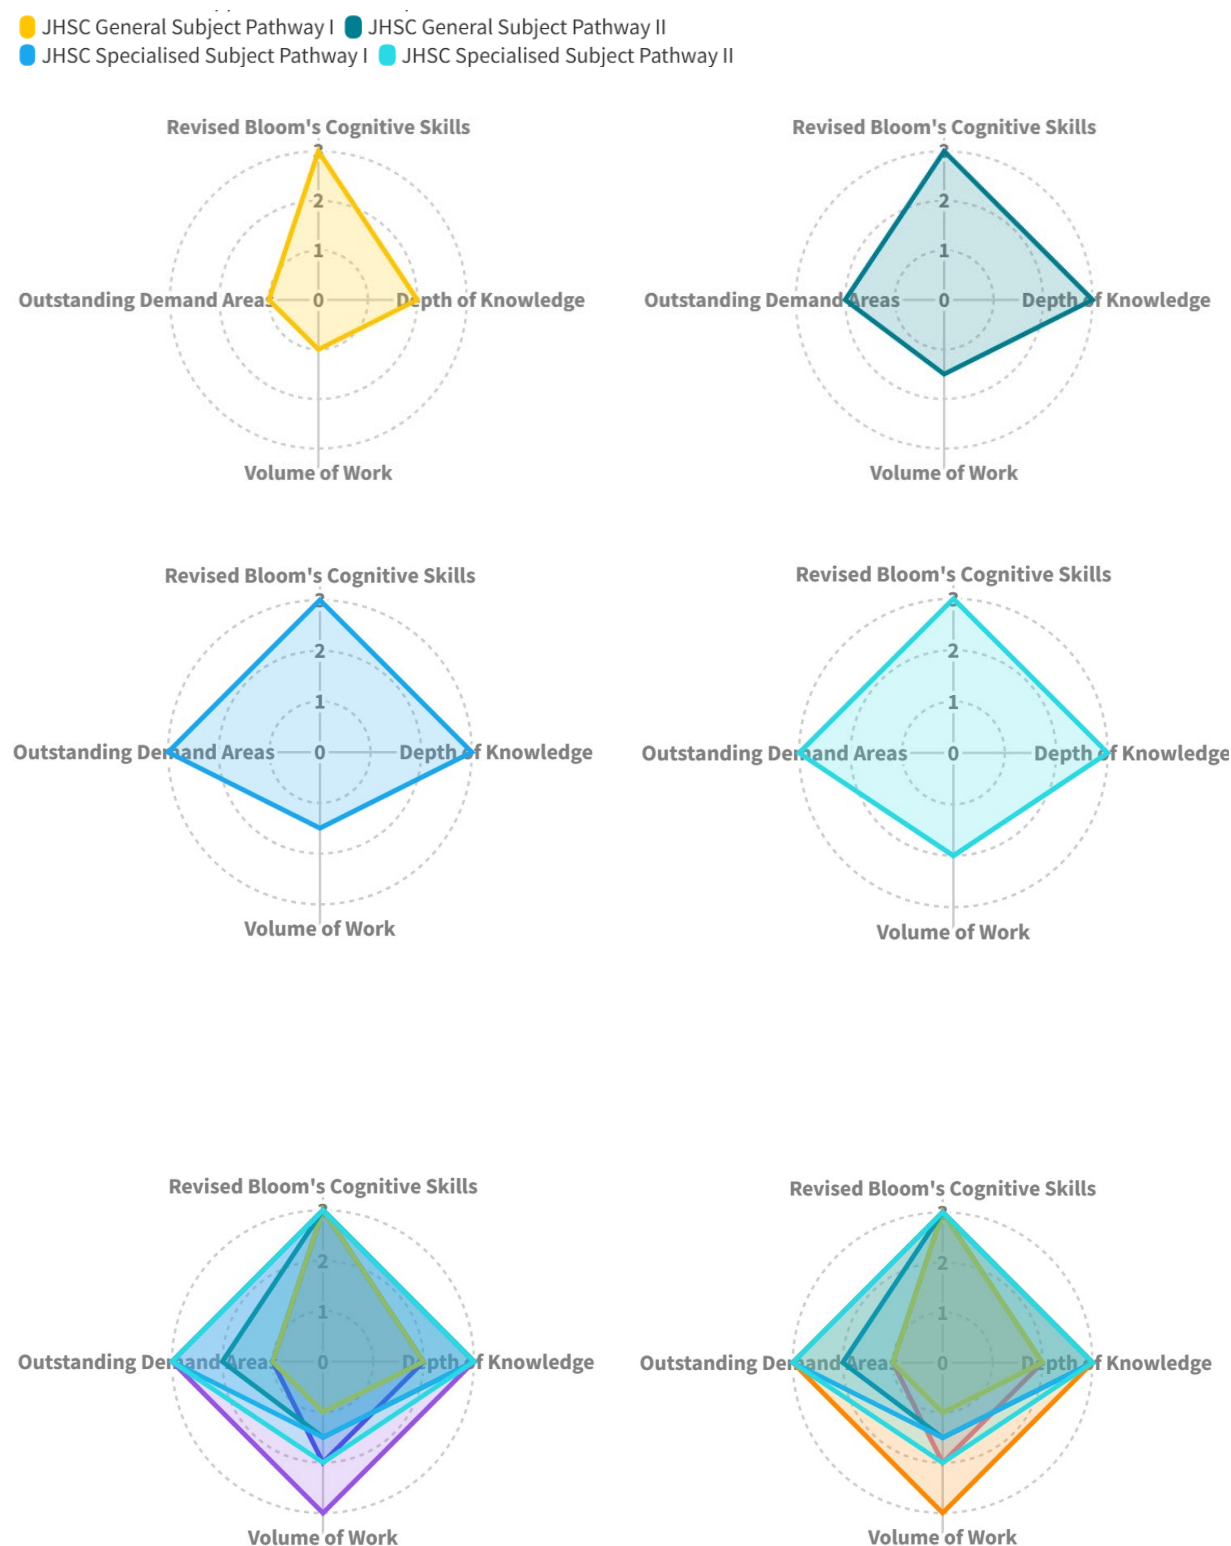 JHSC General Subject Pathway I JHSC General Subject Pathway II
JHSC Specialised Subject Pathway I JHSC Specialised Subject Pathway II
Revised Bloom's Cognitive Skills Revised Bloom's Cognitive Skills
3 3
2 2
1 1
Outstanding Demand Areas 0 Depth of Knowledge Outstanding Demand Areas 0 Depth of Knowledge
Volume of Work Volume of Work
Revised Bloom's Cognitive Skills Revised Bloom's Cognitive Skills
3 3
2 2
1 1
Outstanding Demand Areas 0 Depth of Knowledge Outstanding Demand Areas 0 Depth of Knowledge
Volume of Work Volume of Work
Revised Bloom's Cognitive Skills Revised Bloom's Cognitive Skills
3 3
2 2
1 1
Outstanding Demand Areas 0 Depth of Knowledge Outstanding Demand Areas 0 Depth of Knowledge
Volume of Work Volume of Work